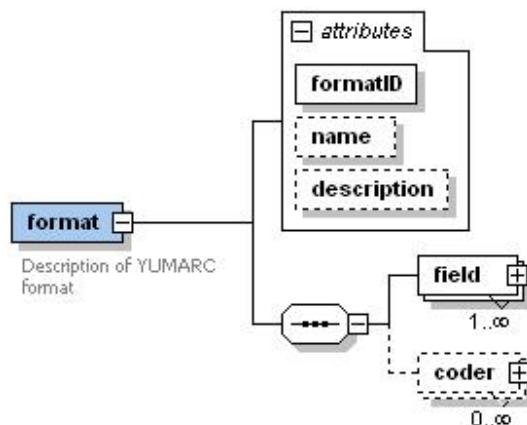 attributes
formatID
name
description
format
Description of YUMARC
format
field
1..∞
coder
0..∞